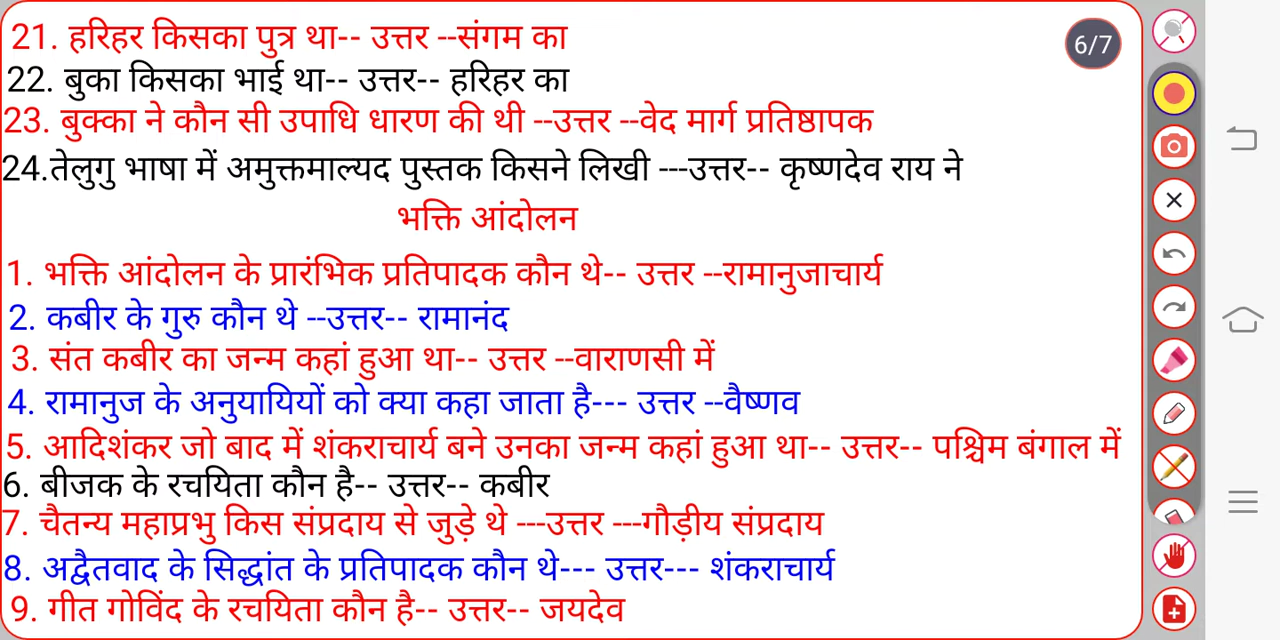 21. हरिहर किसका पुत्र था-- उत्तर --संगम का
6/7
22. बुका किसका भाई था-- उत्तर-- हरिहर का
23. बुक्का ने कौन सी उपाधि धारण की थी --उत्तर --वेद मार्ग प्रतिष्ठापक
24.तेलुगु भाषा में अमुक्तमाल्यद पुस्तक किसने लिखी ---उत्तर-- कृष्णदेव राय ने
भक्ति आंदोलन
1. भक्ति आंदोलन के प्रारंभिक प्रतिपादक कौन थे-- उत्तर --रामानुजाचार्य
2. कबीर के गुरु कौन थे --उत्तर-- रामानंद
3. संत कबीर का जन्म कहां हुआ था-- उत्तर --वाराणसी में
4. रामानुज के अनुयायियों को क्या कहा जाता है--- उत्तर --वैष्णव
5. आदिशंकर जो बाद में शंकराचार्य बने उनका जन्म कहां हुआ था-- उत्तर-- पश्चिम बंगाल में
6. बीजक के रचयिता कौन है-- उत्तर-- कबीर
7. चैतन्य महाप्रभु किस संप्रदाय से जुड़े थे ---उत्तर ---गौड़ीय संप्रदाय
8. अद्वैतवाद के सिद्धांत के प्रतिपादक कौन थे--- उत्तर--- शंकराचार्य
9. गीत गोविंद के रचयिता कौन है-- उत्तर-- जयदेव